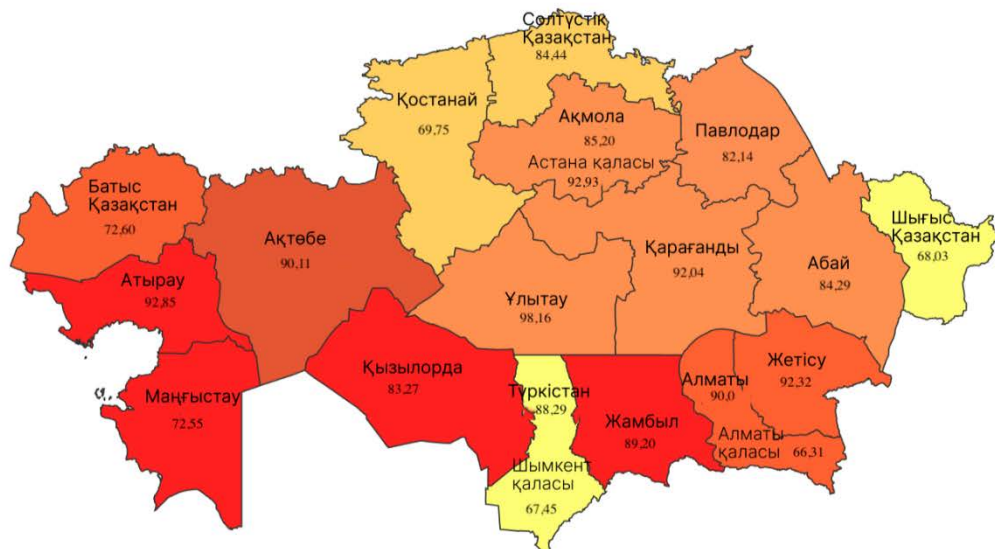 Солтүстік
Қазақстан
84,44
Қостанай
69,75
Ақмола
85,20
Астана қаласы
92,93
Павлодар
82,14
Батыс
Қазақстан
72,60
Ақтөбе
90,11
Қарағанды
92,04
Абай
84,29
Шығыс
Қазақстан
68,03
Атырау
92,85
Ұлытау
98,16
Маңғыстау
72,55
Қызылорда
83,27
Түркістан
88,29
Шымкент
қаласы
67,45
Жамбыл
89,20
Алматы
90,0
Жетісу
92,32
Алматы
қаласы 66,31